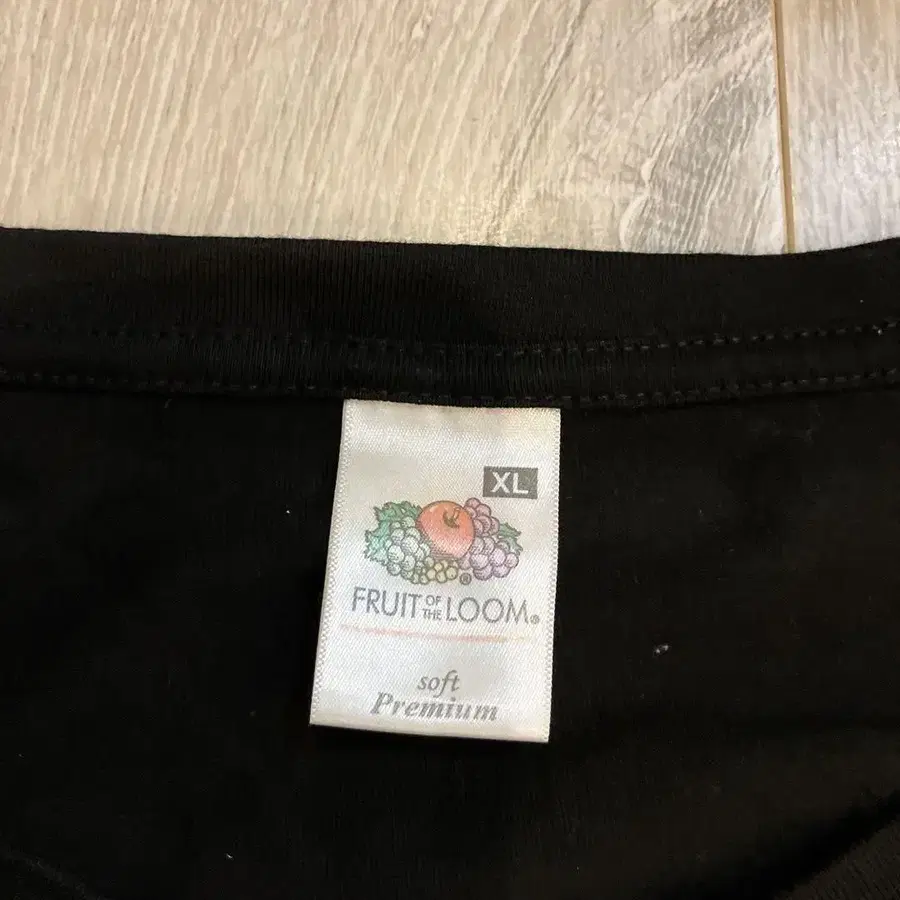 XL
®
FRUIT OF THE LOOM®
soft
Premium